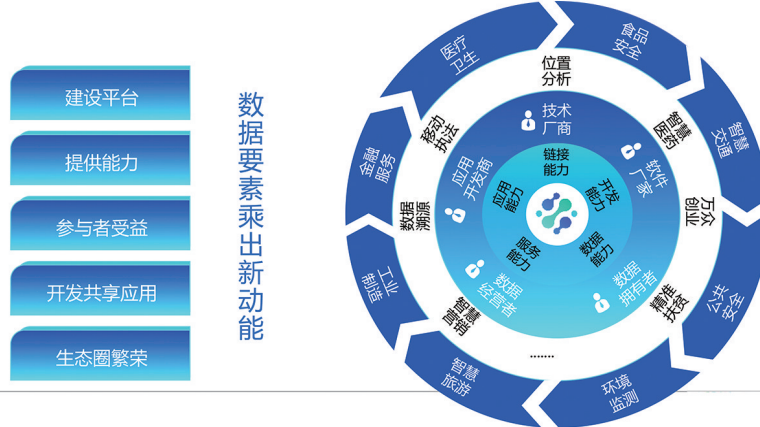 建设平台
提供能力
参与者受益
开发共享应用
生态圈繁荣
数据要素乘出新动能
医疗
卫生
食品
安全
智慧
交通
公共
安全
环境
监测
智慧
旅游
工业
制造
金融
服务
位置
分析
智慧
医药
万众
创业
精准
扶贫
.......
智慧
营链
数据
溯源
移动
执法
技术
厂商
软件
厂家
数据
拥有者
数据
经营者
应用
开发商
链接
能力
开发
能力
数据
能力
服务
能力
应用
能力